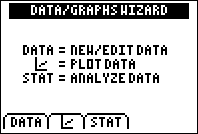 DATA/GRAPHS WIZARD
DATA = NEW/EDIT DATA
= PLOT DATA
STAT = ANALYZE DATA
DATA STAT